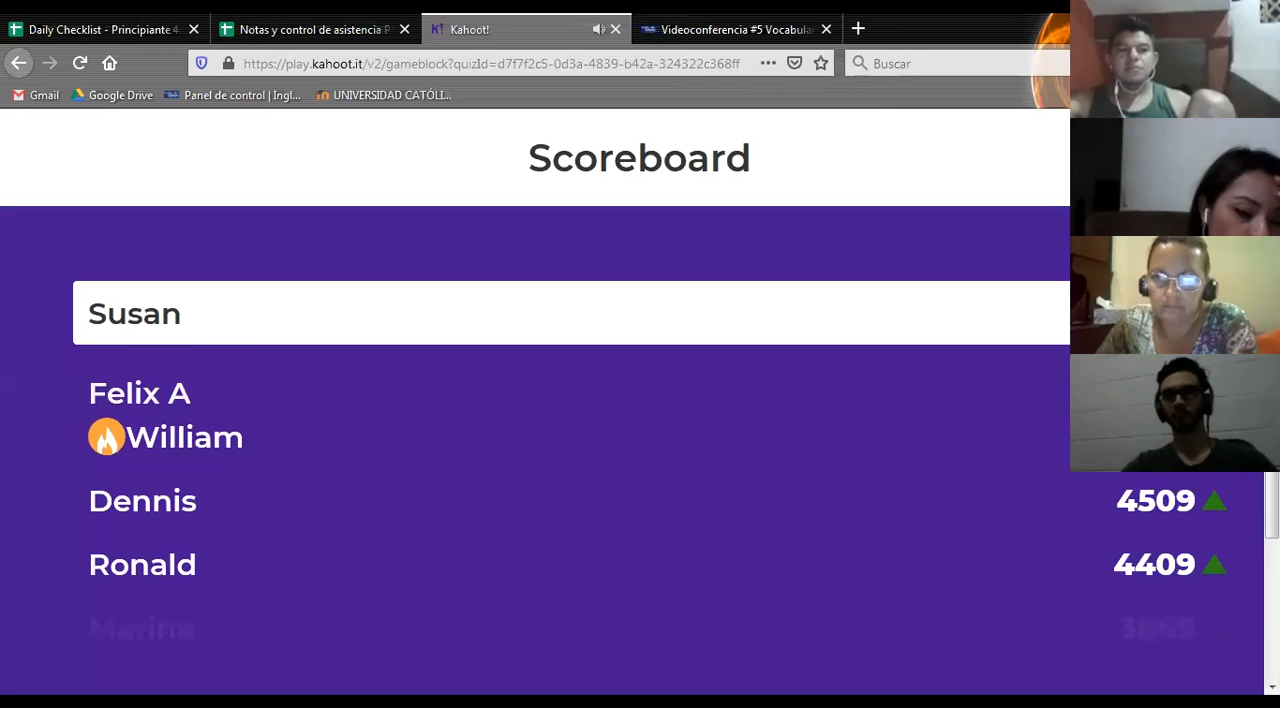 Daily Checklist - Principiante 4
Notas y control de asistencia P
Kahoot!
Videoconferencia #5 Vocabula
https://play.kahoot.it/v2/gameblock?quizId=d7f7f2c5-0d3a-4839-b42a-324322c368ff
Buscar
Gmail
Google Drive
Panel de control | Ingl...
UNIVERSIDAD CATÓLI...
Scoreboard
Susan
Felix A
William
Dennis 4509
Ronald 4409
Marina